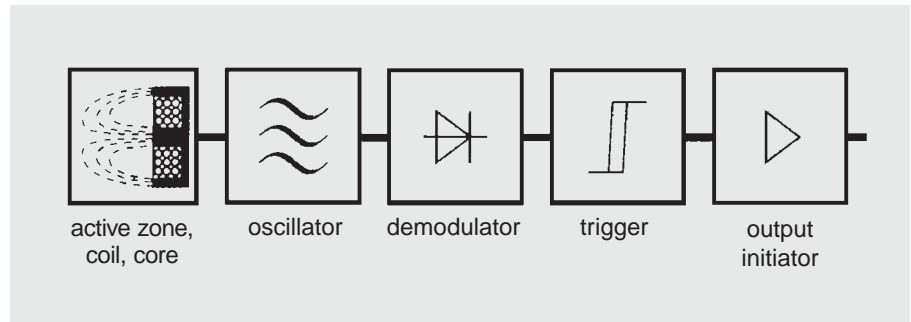 active zone,
coil, core
oscillator
demodulator
trigger
output
initiator